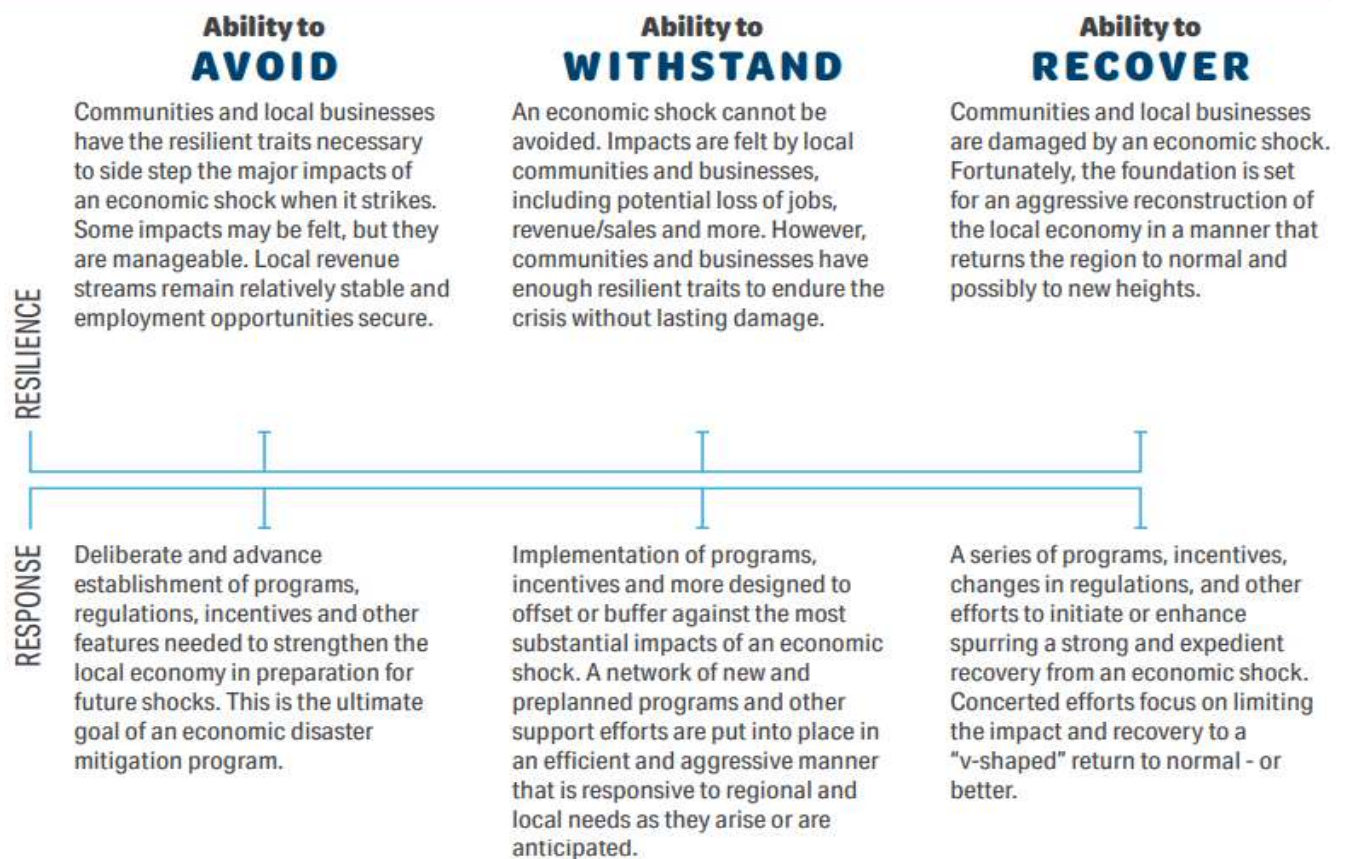 Ability to
AVOID
Communities and local businesses
have the resilient traits necessary
to side step the major impacts of
an economic shock when it strikes.
Some impacts may be felt, but they
are manageable. Local revenue
streams remain relatively stable and
employment opportunities secure.
Ability to
WITHSTAND
An economic shock cannot be
avoided. Impacts are felt by local
communities and businesses,
including potential loss of jobs,
revenue/sales and more. However,
communities and businesses have
enough resilient traits to endure the
crisis without lasting damage.
Ability to
RECOVER
Communities and local businesses
are damaged by an economic shock.
Fortunately, the foundation is set
for an aggressive reconstruction of
the local economy in a manner that
returns the region to normal and
possibly to new heights.
RESILIENCE
RESPONSE
Deliberate and advance
establishment of programs,
regulations, incentives and other
features needed to strengthen the
local economy in preparation for
future shocks. This is the ultimate
goal of an economic disaster
mitigation program.
Implementation of programs,
incentives and more designed to
offset or buffer against the most
substantial impacts of an economic
shock. A network of new and
preplanned programs and other
support efforts are put into place in
an efficient and aggressive manner
that is responsive to regional and
local needs as they arise or are
anticipated.
A series of programs, incentives,
changes in regulations, and other
efforts to initiate or enhance
spurring a strong and expedient
recovery from an economic shock.
Concerted efforts focus on limiting
the impact and recovery to a
"v-shaped" return to normal - or
better.